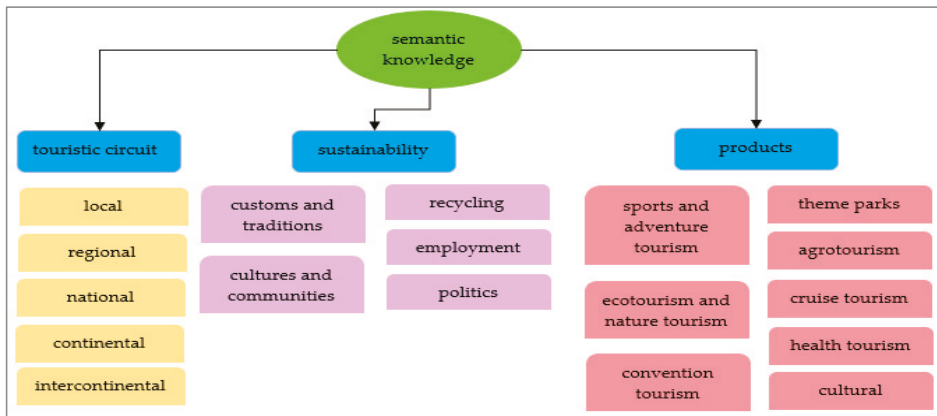 semantic
knowledge
touristic circuit
sustainability
products
local
regional
national
continental
intercontinental
customs and
traditions
cultures and
communities
recycling
employment
politics
sports and
adventure
tourism
ecotourism and
nature tourism
convention
tourism
theme parks
agrotourism
cruise tourism
health tourism
cultural